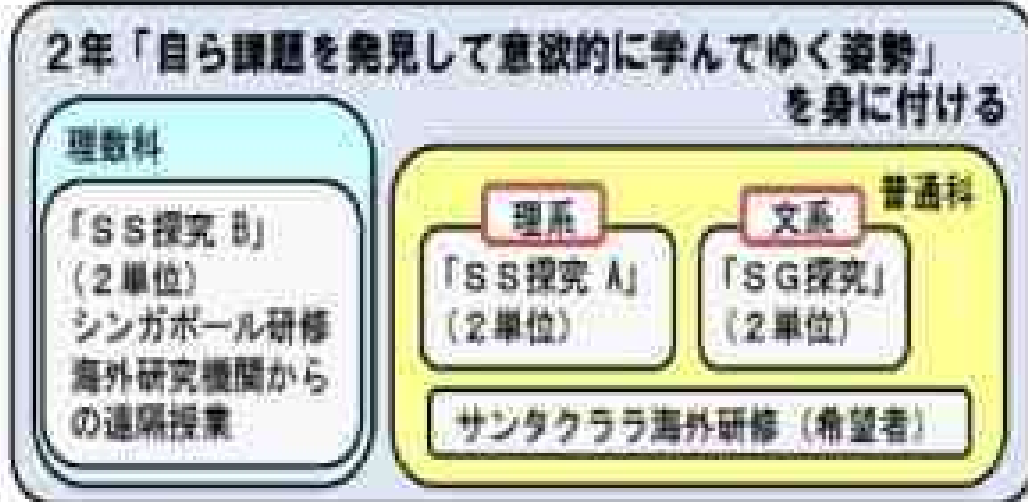 2年「自ら課題を発見して意欲的に学んでゆく姿勢」
を身に付ける
理数科
「SS探究 B」
（2単位）
シンガポール研修
海外研究機関から
の遠隔授業
普通科
理系
「SS探究 A」
（2単位）
文系
「SG探究」
（2単位）
サンタクララ海外研修（希望者）